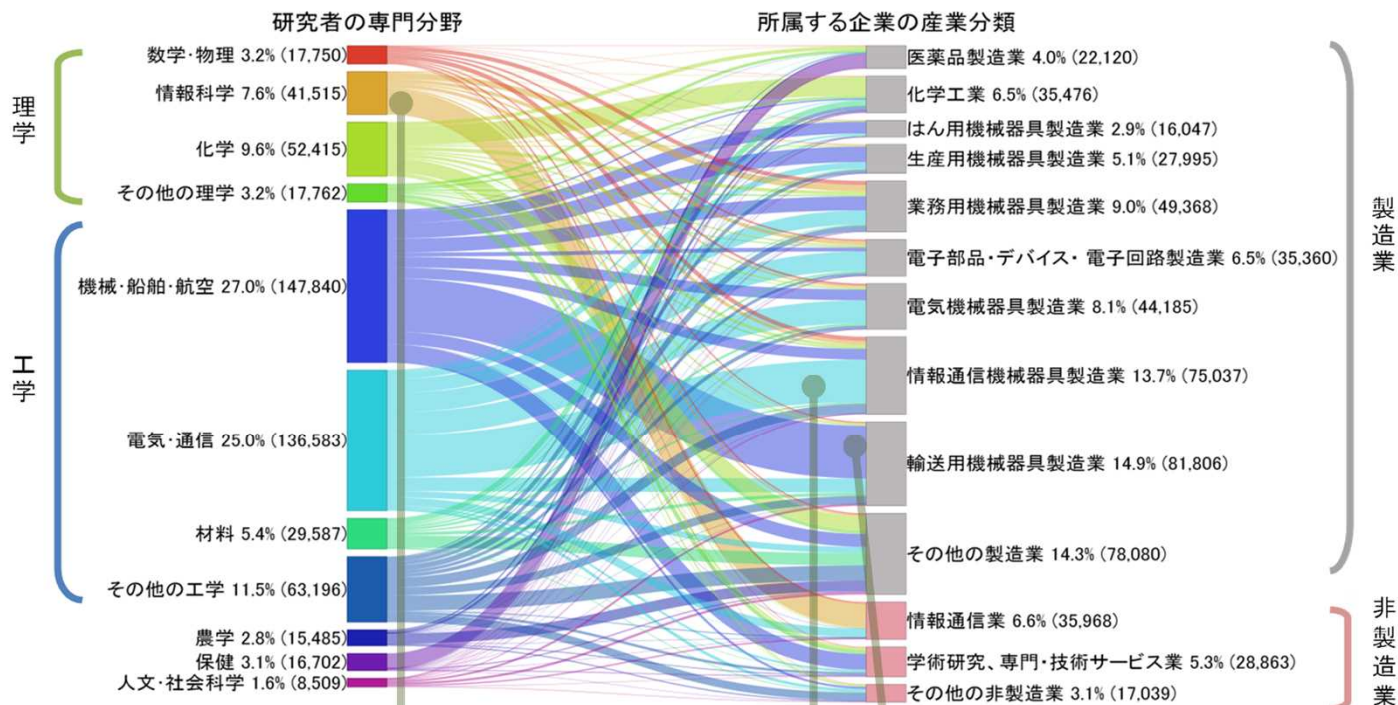 研究者の専門分野
所属する企業の産業分類
理学
数学・物理 3.2% (17,750)
情報科学 7.6% (41,515)
化学 9.6% (52,415)
その他の理学 3.2% (17,762)
工学
機械・船舶・航空 27.0% (147,840)
電気・通信 25.0% (136,583)
材料 5.4% (29,587)
その他の工学 11.5% (63,196)
農学 2.8% (15,485)
保健 3.1% (16,702)
人文・社会科学 1.6% (8,509)
医薬品製造業 4.0% (22,120)
化学工業 6.5% (35,476)
はん用機械器具製造業 2.9% (16,047)
生産用機械器具製造業 5.1% (27,995)
業務用機械器具製造業 9.0% (49,368)
電子部品・デバイス・ 電子回路製造業 6.5% (35,360)
電気機械器具製造業 8.1% (44,185)
情報通信機械器具製造業 13.7% (75,037)
輸送用機械器具製造業 14.9% (81,806)
その他の製造業 14.3% (78,080)
製造業
情報通信業 6.6% (35,968)
学術研究、専門・技術サービス業 5.3% (28,863)
その他の非製造業 3.1% (17,039)
非製造業